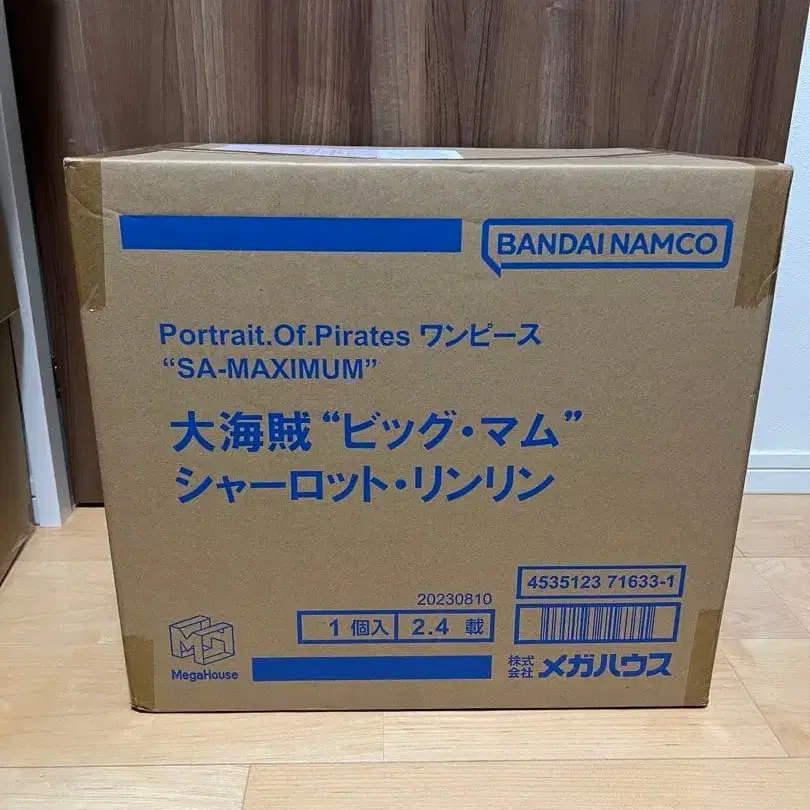 BANDAI NAMCO
Portrait.Of.Pirates ワンピース
“SA-MAXIMUM”
大海賊“ビッグ・マム”
シャーロット・リンリン
4535123 71633-1
20230810
1 個入 2.4 載
MegaHouse
株式会社 メガハウス